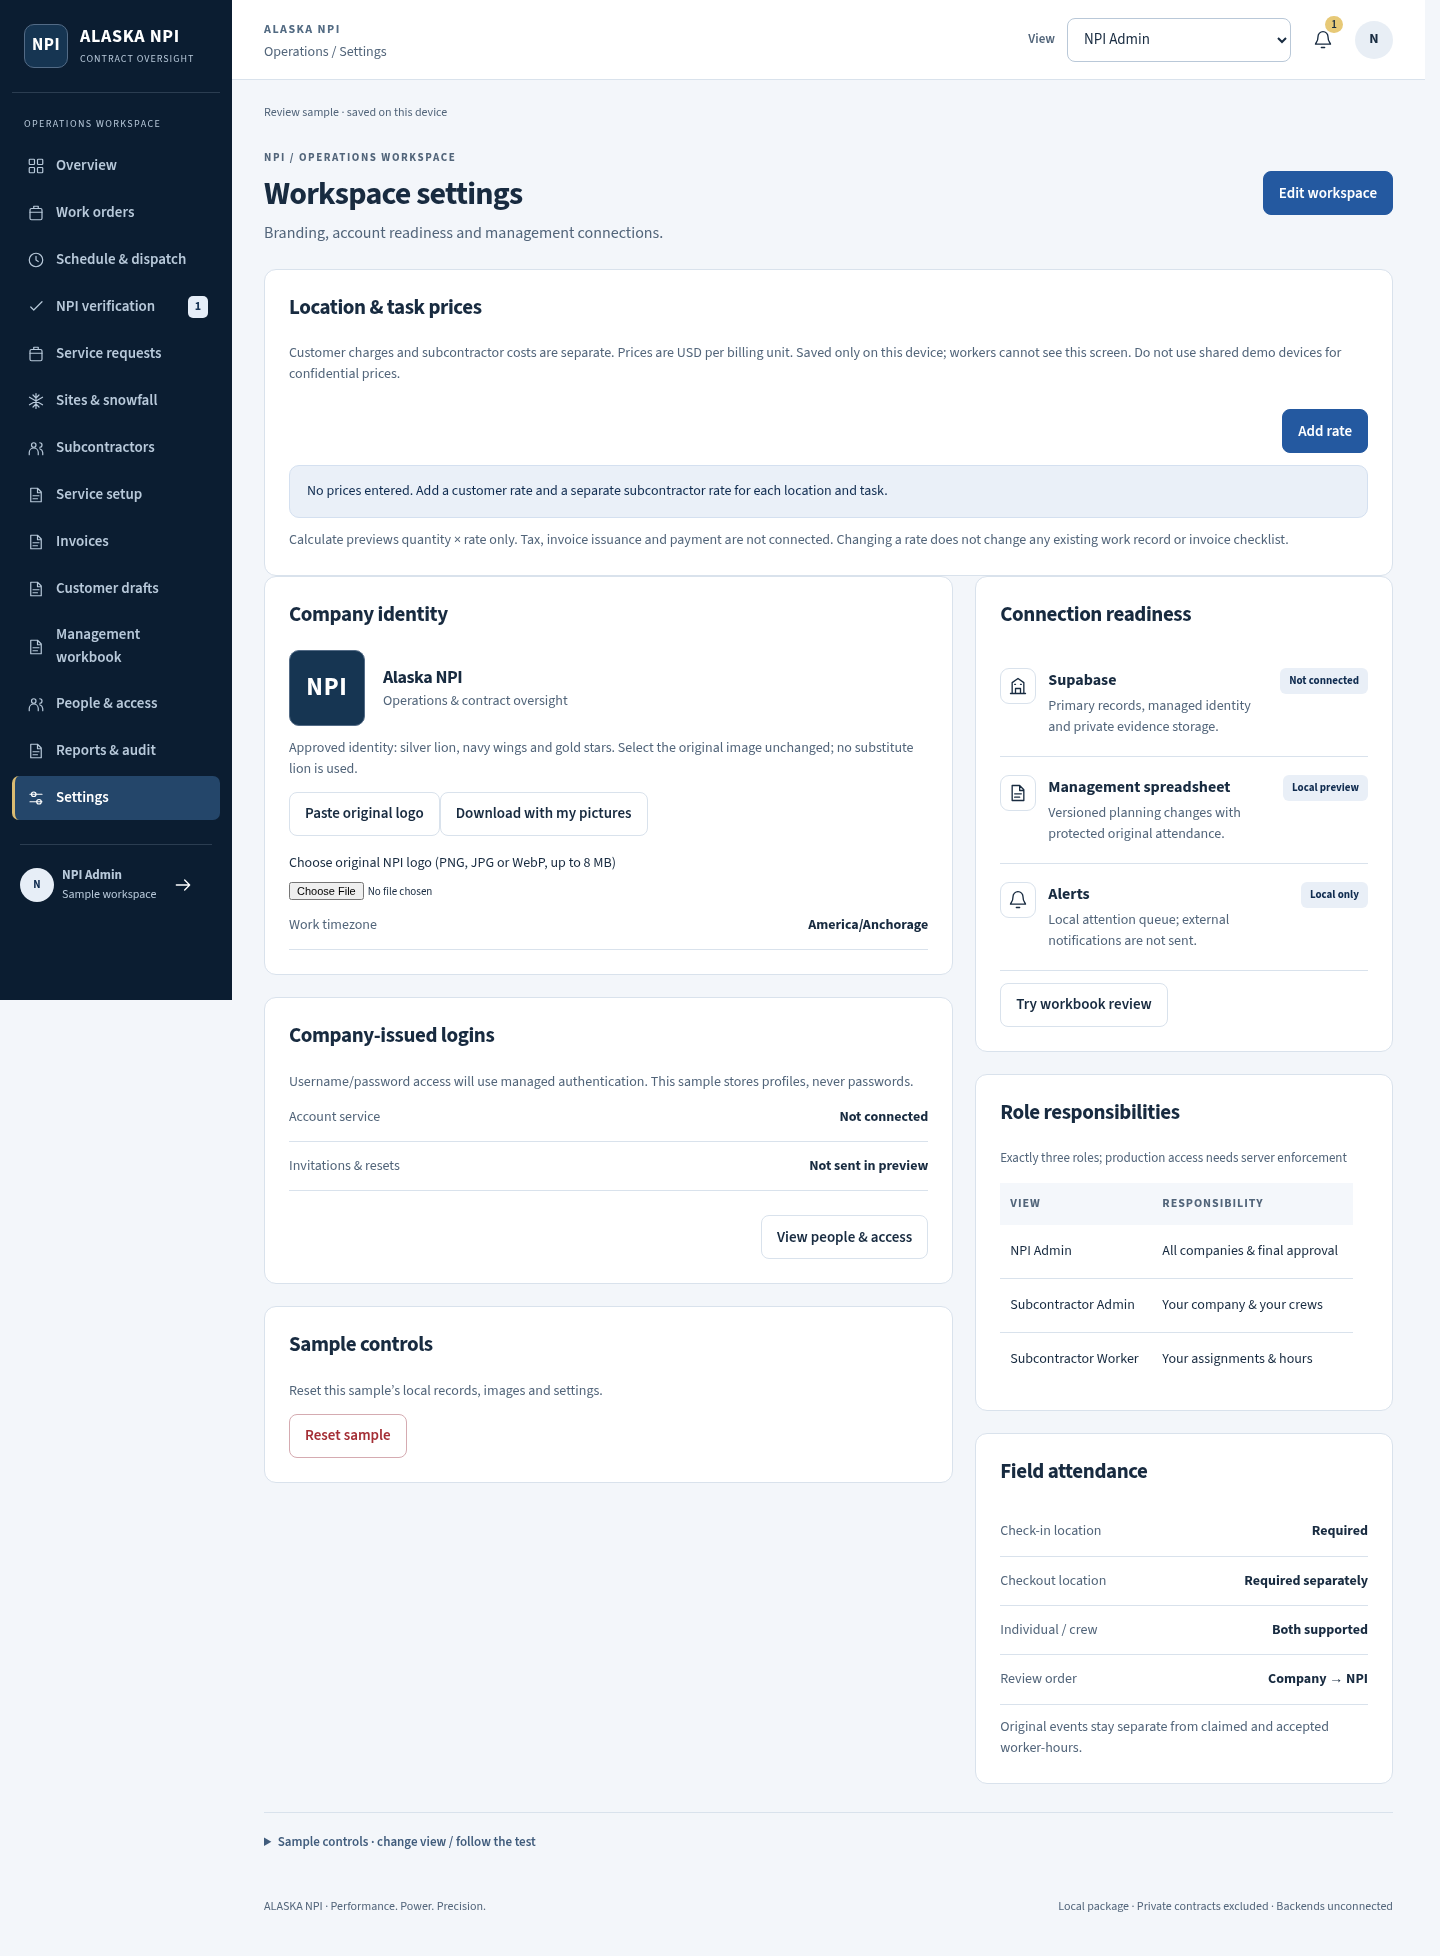 NPI
ALASKA NPI
CONTRACT OVERSIGHT
OPERATIONS WORKSPACE
Overview
Work orders
Schedule & dispatch
NPI verification
1
Service requests
Sites & snowfall
Subcontractors
Service setup
Invoices
Customer drafts
Management
workbook
People & access
Reports & audit
Settings
N
NPI Admin
Sample workspace
ALASKA NPI
Operations / Settings
View
NPI Admin
1
N
Review sample · saved on this device
NPI / OPERATIONS WORKSPACE
Workspace settings
Branding, account readiness and management connections.
Edit workspace
Location & task prices
Customer charges and subcontractor costs are separate. Prices are USD per billing unit. Saved only on this device; workers cannot see this screen. Do not use shared demo devices for
confidential prices.
Add rate
No prices entered. Add a customer rate and a separate subcontractor rate for each location and task.
Calculate previews quantity × rate only. Tax, invoice issuance and payment are not connected. Changing a rate does not change any existing work record or invoice checklist.
Company identity
NPI
Alaska NPI
Operations & contract oversight
Approved identity: silver lion, navy wings and gold stars. Select the original image unchanged; no substitute
lion is used.
Paste original logo
Download with my pictures
Choose original NPI logo (PNG, JPG or WebP, up to 8 MB)
Choose File No file chosen
Work timezone America/Anchorage
Company-issued logins
Username/password access will use managed authentication. This sample stores profiles, never passwords.
Account service Not connected
Invitations & resets Not sent in preview
View people & access
Sample controls
Reset this sample’s local records, images and settings.
Reset sample
Connection readiness
Supabase
Not connected
Primary records, managed identity
and private evidence storage.
Management spreadsheet
Local preview
Versioned planning changes with
protected original attendance.
Alerts
Local only
Local attention queue; external
notifications are not sent.
Try workbook review
Role responsibilities
Exactly three roles; production access needs server enforcement
VIEW RESPONSIBILITY
NPI Admin All companies & final approval
Subcontractor Admin Your company & your crews
Subcontractor Worker Your assignments & hours
Field attendance
Check-in location Required
Checkout location Required separately
Individual / crew Both supported
Review order Company → NPI
Original events stay separate from claimed and accepted
worker-hours.
Sample controls · change view / follow the test
ALASKA NPI · Performance. Power. Precision.
Local package · Private contracts excluded · Backends unconnected